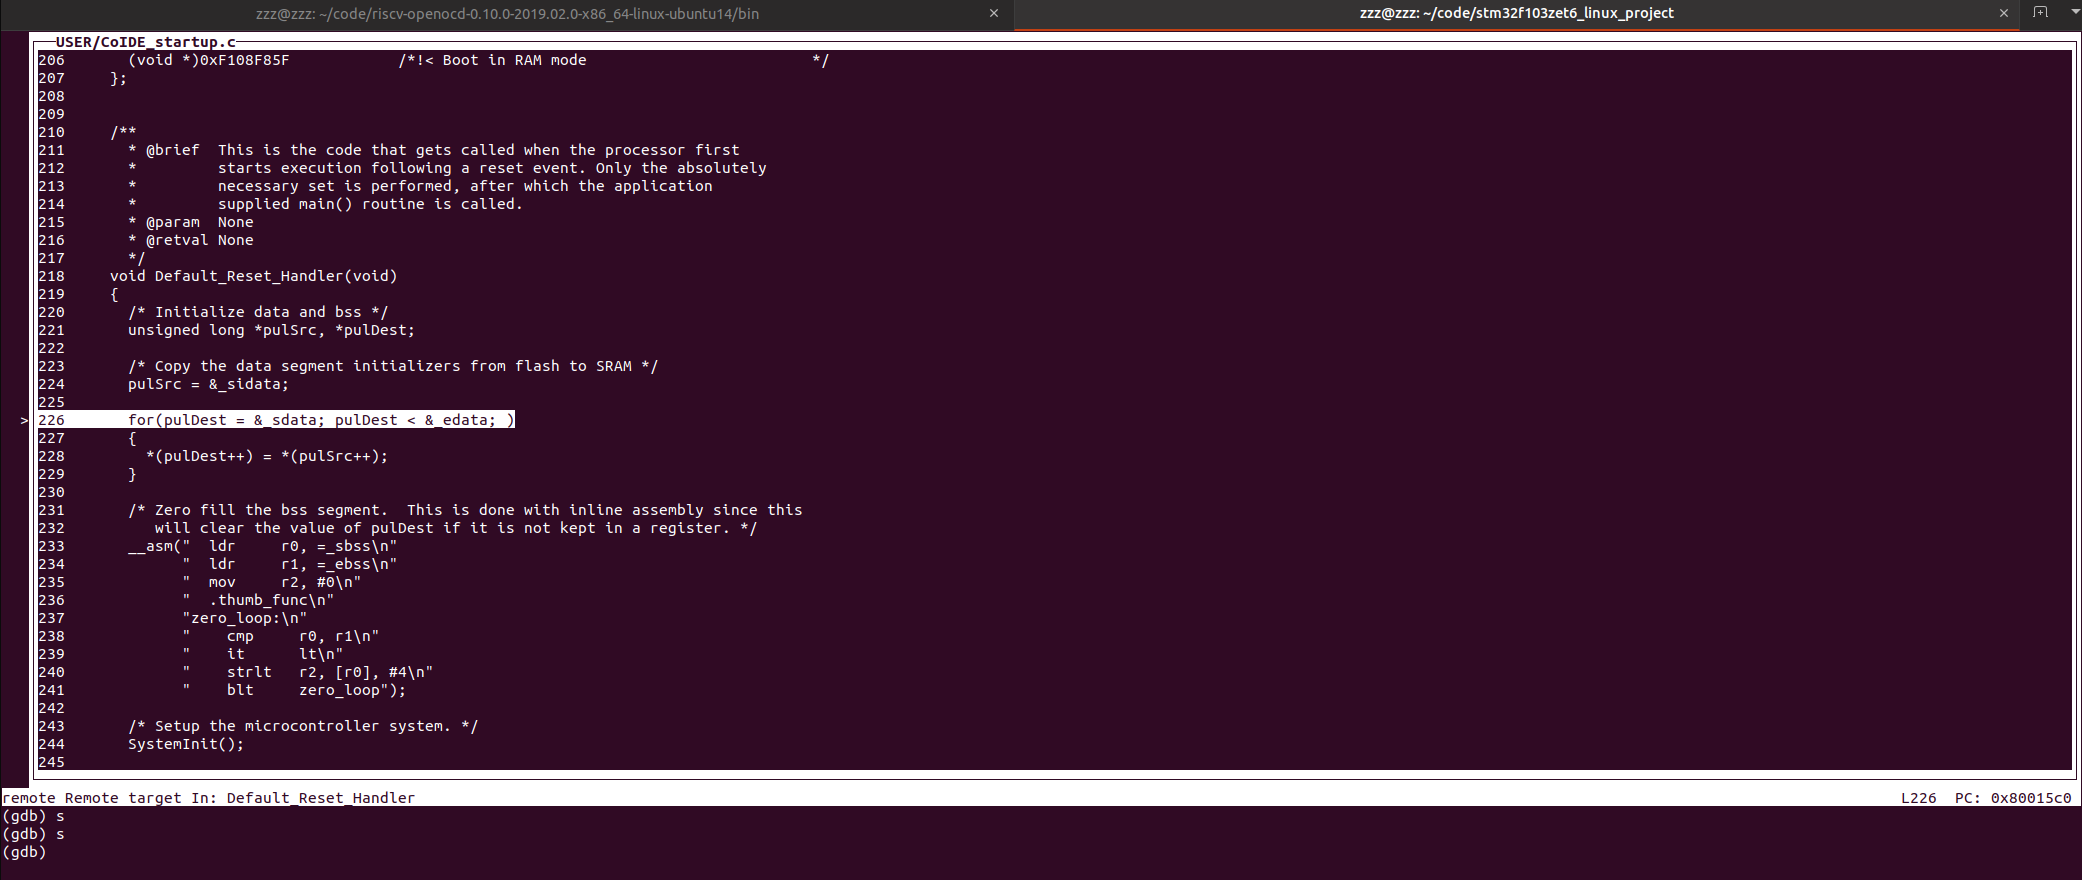 zzz@zzz: ~/code/riscv-openocd-0.10.0-2019.02.0-x86_64-linux-ubuntu14/bin × zzz@zzz: ~/code/stm32f103zet6_linux_project ×
USER/CoIDE_startup.c
206 (void *)0xF108F85F /*!< Boot in RAM mode */
207 };
208
209
210 /**
211 * @brief This is the code that gets called when the processor first
212 * starts execution following a reset event. Only the absolutely
213 * necessary set is performed, after which the application
214 * supplied main() routine is called.
215 * @param None
216 * @retval None
217 */
218 void Default_Reset_Handler(void)
219 {
220 /* Initialize data and bss */
221 unsigned long *pulSrc, *pulDest;
222
223 /* Copy the data segment initializers from flash to SRAM */
224 pulSrc = &_sidata;
225
> 226 for(pulDest = &_sdata; pulDest < &_edata; )
227 {
228 *(pulDest++) = *(pulSrc++);
229 }
230
231 /* Zero fill the bss segment. This is done with inline assembly since this
232 will clear the value of pulDest if it is not kept in a register. */
233 __asm(" ldr r0, =_sbss\n"
234 " ldr r1, =_ebss\n"
235 " mov r2, #0\n"
236 " .thumb_func\n"
237 "zero_loop:\n"
238 " cmp r0, r1\n"
239 " it lt\n"
240 " strlt r2, [r0], #4\n"
241 " blt zero_loop");
242
243 /* Setup the microcontroller system. */
244 SystemInit();
245
remote Remote target In: Default_Reset_Handler L226 PC: 0x80015c0
(gdb) s
(gdb) s
(gdb)